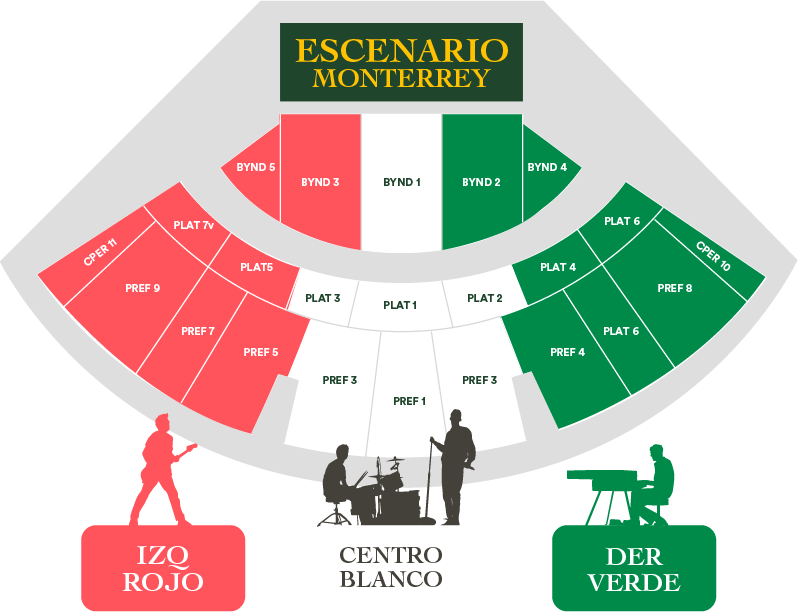 ESCENARIO
MONTERREY
BYND 5
BYND 3
BYND 1
BYND 2
BYND 4
CPER 11
PLAT 7v
PLAT5
PLAT 3
PLAT 1
PLAT 2
PLAT 4
PLAT 6
CPER 10
PREF 9
PREF 7
PREF 5
PREF 3
PREF 1
PREF 3
PREF 4
PLAT 6
PREF 8
IZQ
ROJO
CENTRO
BLANCO
DER
VERDE